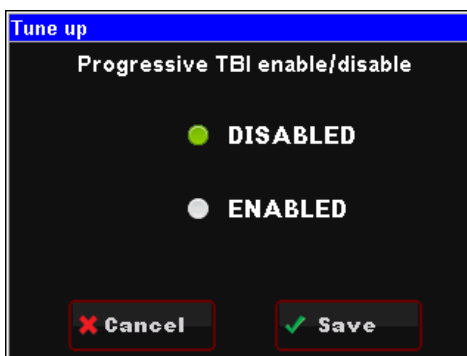 Tune up
Progressive TBI enable/disable
DISABLED
ENABLED
Cancel
Save